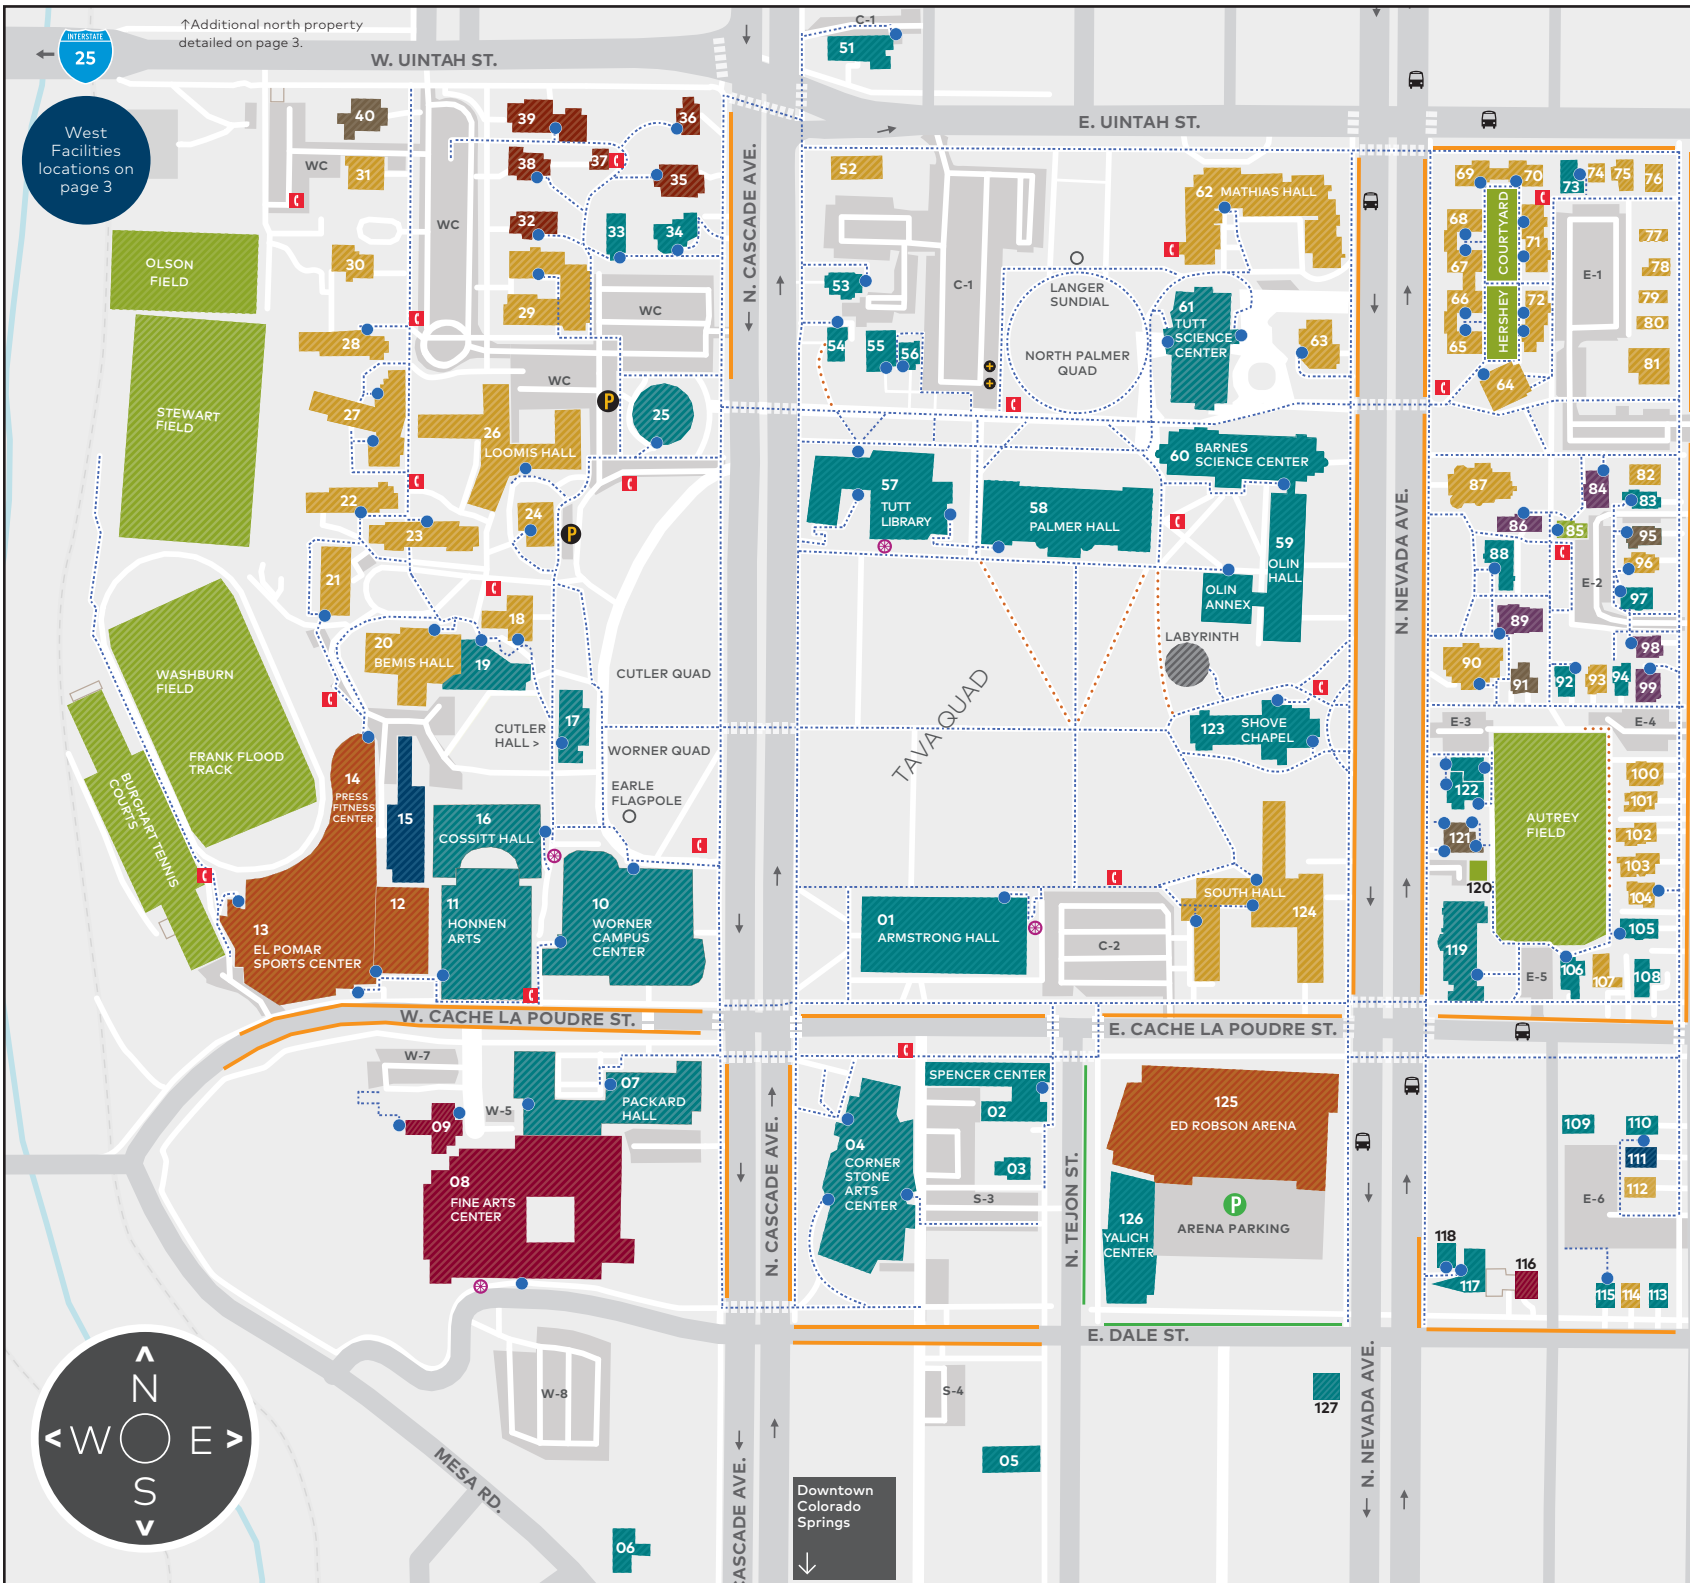 ↑Additional north property
detailed on page 3.
INTERSTATE
25
W. UINTAH ST.
West
Facilities
locations on
page 3
C-1
51
E. UINTAH ST.
40
39
36
WC
31
38
37
35
WC
32
33
34
30
29
WC
N. CASCADE AVE.
52
53
54
55
56
C-1
62 MATHIAS HALL
LANGER
SUNDIAL
NORTH PALMER
QUAD
61
TUTT
SCIENCE
CENTER
63
69
70
73
74
75
76
68
67
66
65
71
72
COURTYARD
HERSHEY
64
E-1
77
78
79
80
81
OLSON
FIELD
STEWART
FIELD
28
27
WC
P
25
26
LOOMIS HALL
22
23
24
P
21
18
20
BEMIS HALL
19
57
TUTT
LIBRARY
58
PALMER HALL
60
BARNES
SCIENCE CENTER
59
OLIN
HALL
OLIN
ANNEX
LABYRINTH
N. NEVADA AVE.
87
84
82
83
86
85
95
88
E-2
96
97
89
98
90
91
92
93
94
99
WASHBURN
FIELD
FRANK FLOOD
TRACK
BURGHART TENNIS
COURTS
CUTLER QUAD
CUTLER
HALL >
17
WORNER QUAD
EARLE
FLAGPOLE
TAVA QUAD
123
SHOVE
CHAPEL
E-3
E-4
14
PRESS
FITNESS
CENTER
15
16
COSSITT HALL
122
121
120
AUTREY
FIELD
100
101
102
103
104
105
13
EL POMAR
SPORTS CENTER
12
11
HONNEN
ARTS
10
WORNER
CAMPUS
CENTER
01
ARMSTRONG HALL
C-2
SOUTH HALL
124
119
E-5
106
107
108
W. CACHE LA POUDRE ST.
E. CACHE LA POUDRE ST.
W-7
W-5
07
PACKARD
HALL
09
08
FINE ARTS
CENTER
N. CASCADE AVE.
04
CORNER
STONE
ARTS
CENTER
SPENCER CENTER
02
03
S-3
N. TEJON ST.
125
ED ROBSON ARENA
P
ARENA PARKING
126
YALICH
CENTER
109
110
111
112
E-6
118
117
116
115
114
113
E. DALE ST.
N
W
E
S
W-8
MESA RD.
06
CASCADE AVE.
Downtown
Colorado
Springs
S-4
05
127
N. NEVADA AVE.